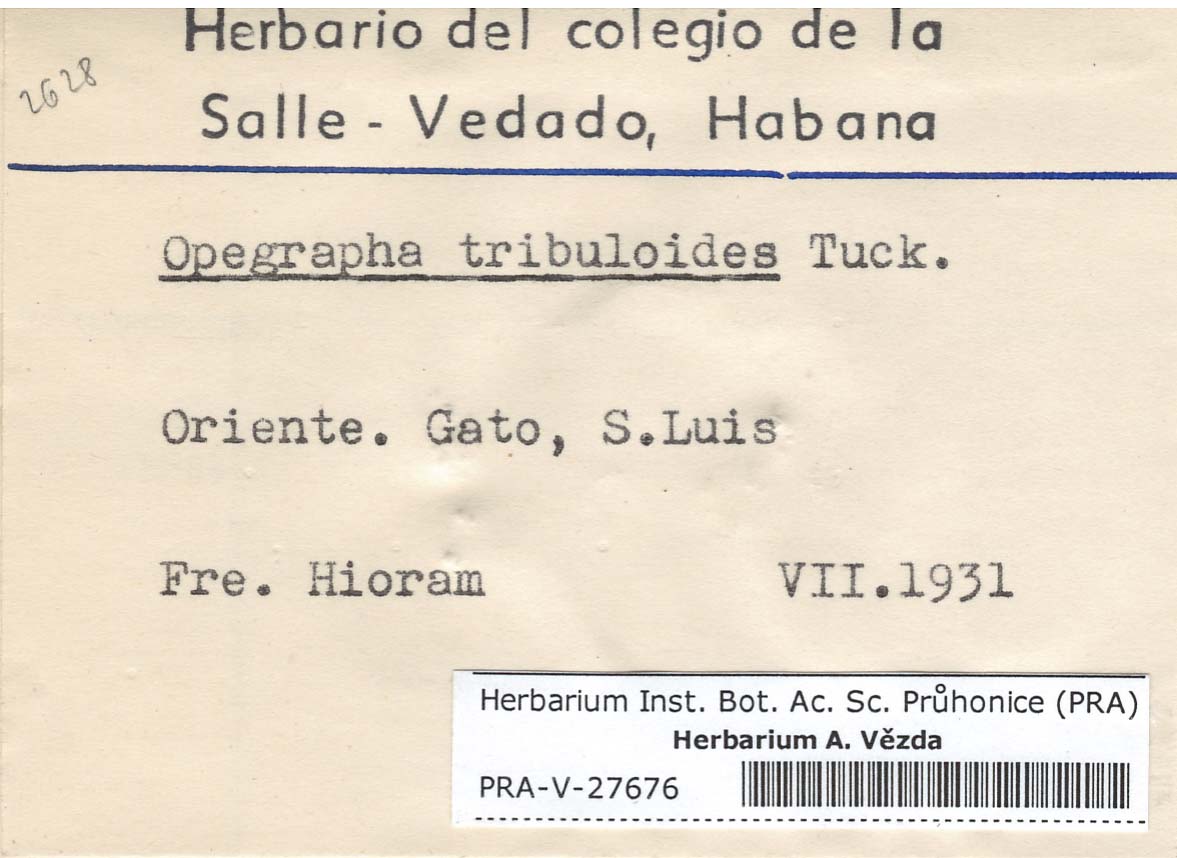 Herbario del colegio de la
2628
Salle - Vedado, Habana
Opegrapha tribuloides Tuck.
Oriente. Gato, S.Luis
Fre. Hioram VII.1931
Herbarium Inst. Bot. Ac. Sc. Průhonice (PRA)
Herbarium A. Vězda
PRA-V-27676